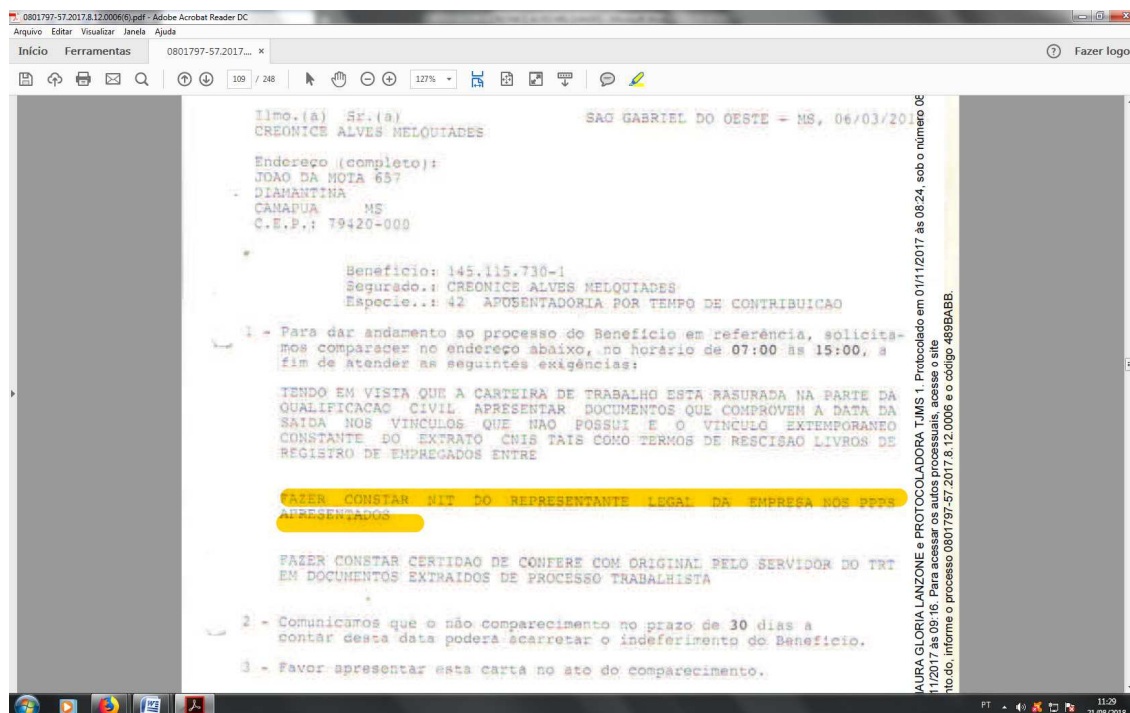 0801797-57.2017.8.12.0006(6).pdf - Adobe Acrobat Reader DC
Arquivo Editar Visualizar Janela Ajuda
Início Ferramentas 0801797-57.2017.... × Fazer logo
109 / 248 127%
Ilmo.(a) Sr.(a) SAO GABRIEL DO OESTE - MS, 06/03/201
CREONICE ALVES MELQUIADES
Endereço (completo):
JOAO DA MOTA 657
DIAMANTINA
CAMAPUA MS
C.E.P.: 79420-000
Benefício: 145.115.730-1
Segurado.: CREONICE ALVES MELQUIADES
Especie..: 42 APOSENTADORIA POR TEMPO DE CONTRIBUICAO
1 - Para dar andamento ao processo do Benefício em referência, solicita-
mos comparecer no endereço abaixo, no horário de 07:00 às 15:00, a
fim de atender as seguintes exigências:
TENDO EM VISTA QUE A CARTEIRA DE TRABALHO ESTA RASURADA NA PARTE DA
QUALIFICACAO CIVIL APRESENTAR DOCUMENTOS QUE COMPROVEM A DATA DA
SAIDA NOS VINCULOS QUE NAO POSSUI E O VINCULO EXTEMPORANEO
CONSTANTE DO EXTRATO CNIS TAIS COMO TERMOS DE RESCISAO LIVROS DE
REGISTRO DE EMPREGADOS ENTRE
FAZER CONSTAR NIT DO REPRESENTANTE LEGAL DA EMPRESA NOS PPPS
APRESENTADOS
FAZER CONSTAR CERTIDAO DE CONFERE COM ORIGINAL PELO SERVIDOR DO TRT
EM DOCUMENTOS EXTRAIDOS DE PROCESSO TRABALHISTA
2 - Comunicamos que o não comparecimento no prazo de 30 dias a
contar desta data poderá acarretar o indeferimento do Benefício.
3 - Favor apresentar esta carta no ato do comparecimento.
IAURA GLORIA LANZONE e PROTOCOLADORA TJMS 1. Protocolado em 01/11/2017 às 08:24, sob o número 08
11/2017 às 09:16. Para acessar os autos processuais, acesse o site
nto.do, informe o processo 0801797-57.2017.8.12.0006 e o código 489BABB.
PT 11:29
21/08/2018